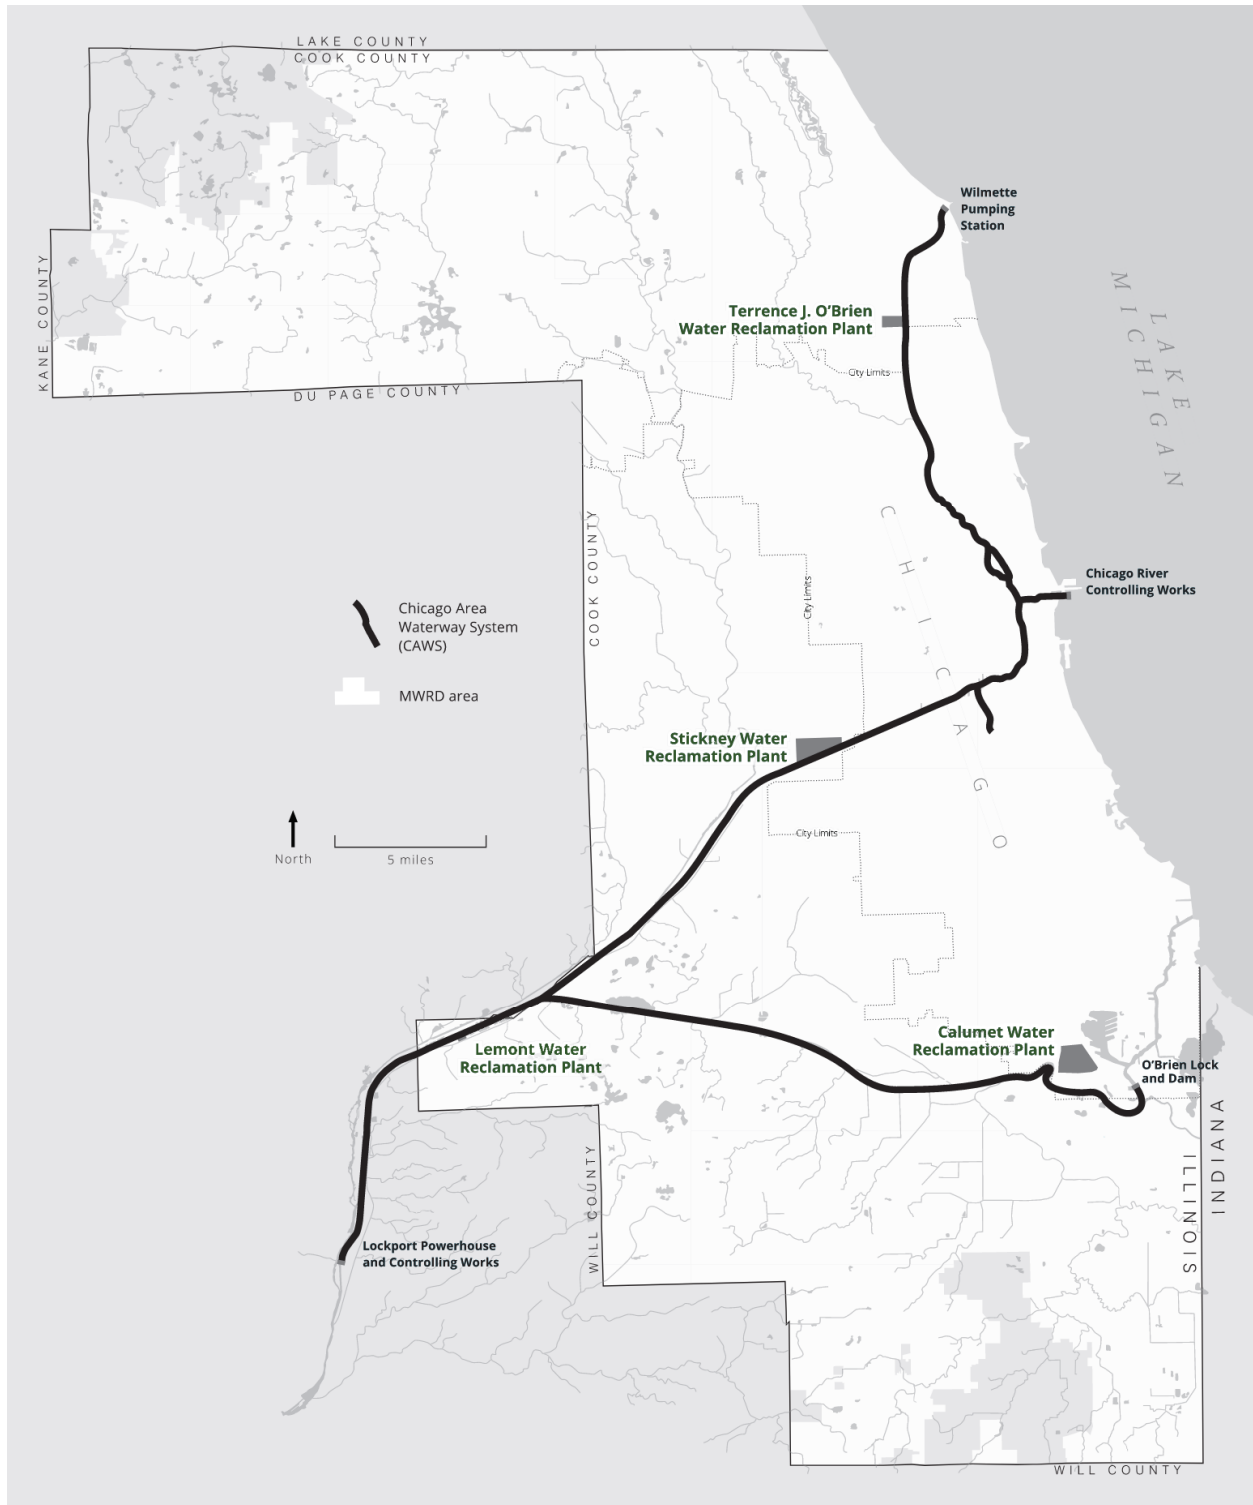 LAKE COUNTY
COOK COUNTY
Wilmette
Pumping
Station
KANE COUNTY
LAKE
MICHIGAN
Terrence J. O’Brien
Water Reclamation Plant
City Limits
DU PAGE COUNTY
COOK COUNTY
CHICAGO
City Limits
Chicago River
Controlling Works
Chicago Area
Waterway System
(CAWS)
MWRD area
Stickney Water
Reclamation Plant
North
5 miles
City Limits
Calumet Water
Reclamation Plant
Lemont Water
Reclamation Plant
O’Brien Lock
and Dam
WILL COUNTY
ILLINOIS
INDIANA
Lockport Powerhouse
and Controlling Works
WILL COUNTY